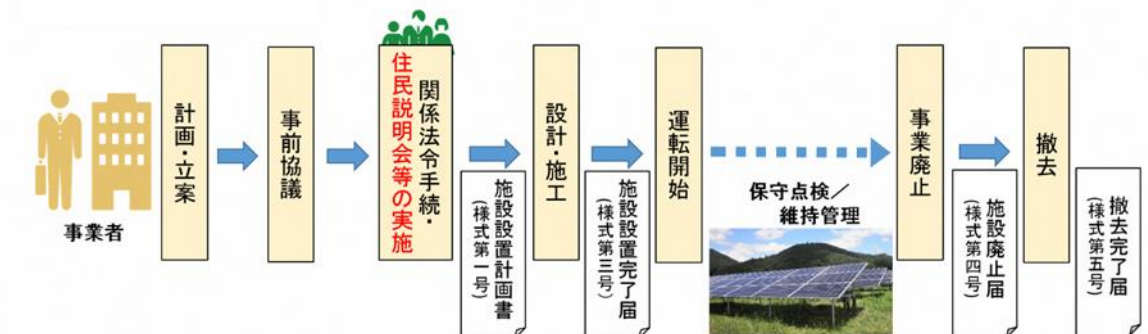 事業者
計画・立案
事前協議
関係法令手続・
住民説明会等の実施
施設設置計画書
(様式第一号)
設計・施工
施設設置完了届
(様式第三号)
運転開始
保守点検／
維持管理
事業廃止
施設廃止届
(様式第四号)
撤去
撤去完了届
(様式第五号)